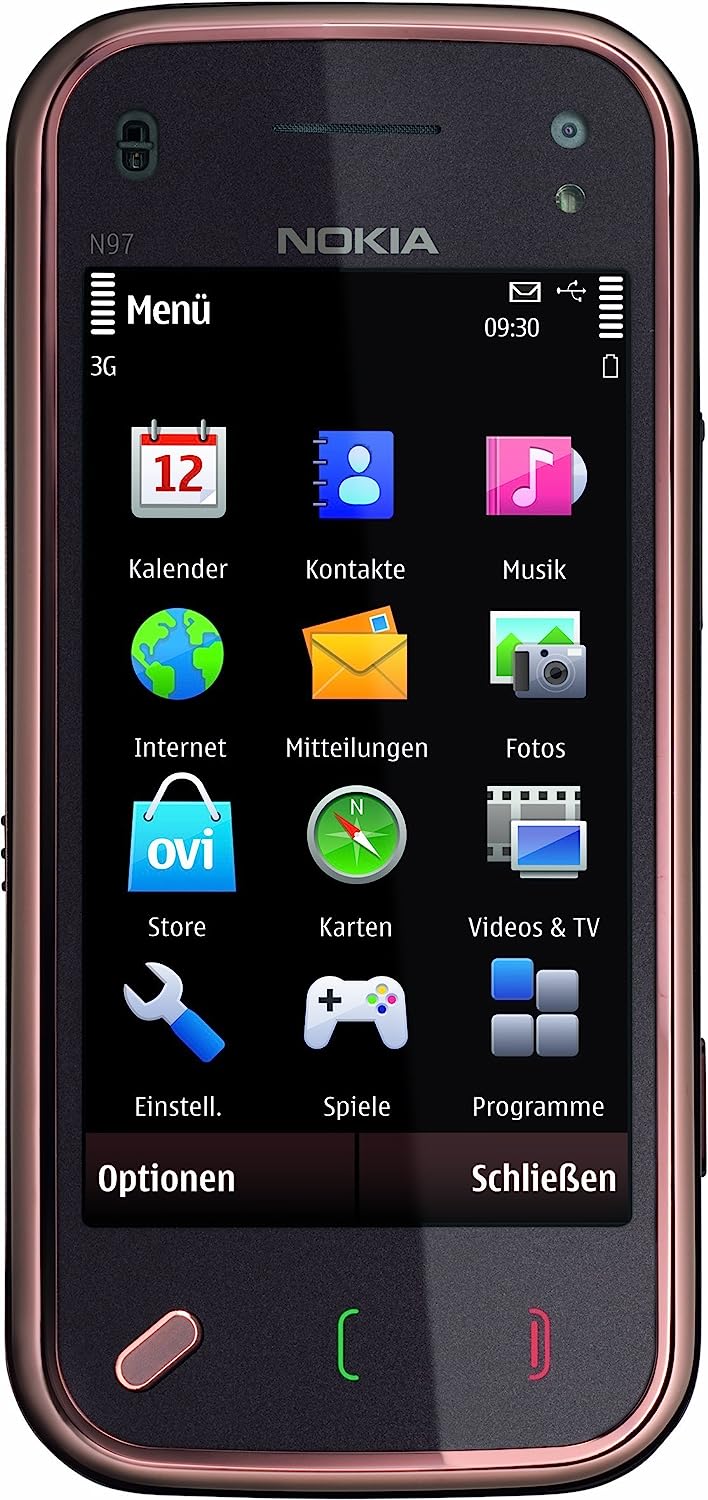 N97
NOKIA
Menü
09:30
3G
12
Kalender
Kontakte
Musik
Internet
Mitteilungen
Fotos
ovi
N
Store
Karten
Videos & TV
Einstell.
Spiele
Programme
Optionen
Schließen